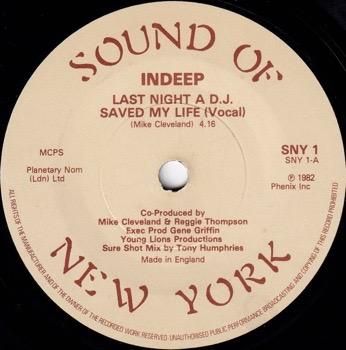 SOUND OF
INDEEP
LAST NIGHT A D.J.
SAVED MY LIFE (Vocal)
(Mike Cleveland) 4.16
MCPS
SNY 1
SNY 1-A
Planetary Nom
(Ldn) Ltd
℗ 1982
Phenix Inc
Co-Produced by
Mike Cleveland & Reggie Thompson
Exec Prod Gene Griffin
Young Lions Productions
Sure Shot Mix by Tony Humphries
Made in England
NEW YORK
ALL RIGHTS OF THE MANUFACTURER AND OF THE OWNER OF THE RECORDED WORK RESERVED·UNAUTHORISED PUBLIC PERFORMANCE BROADCASTING AND COPYING OF THIS RECORD PROHIBITED